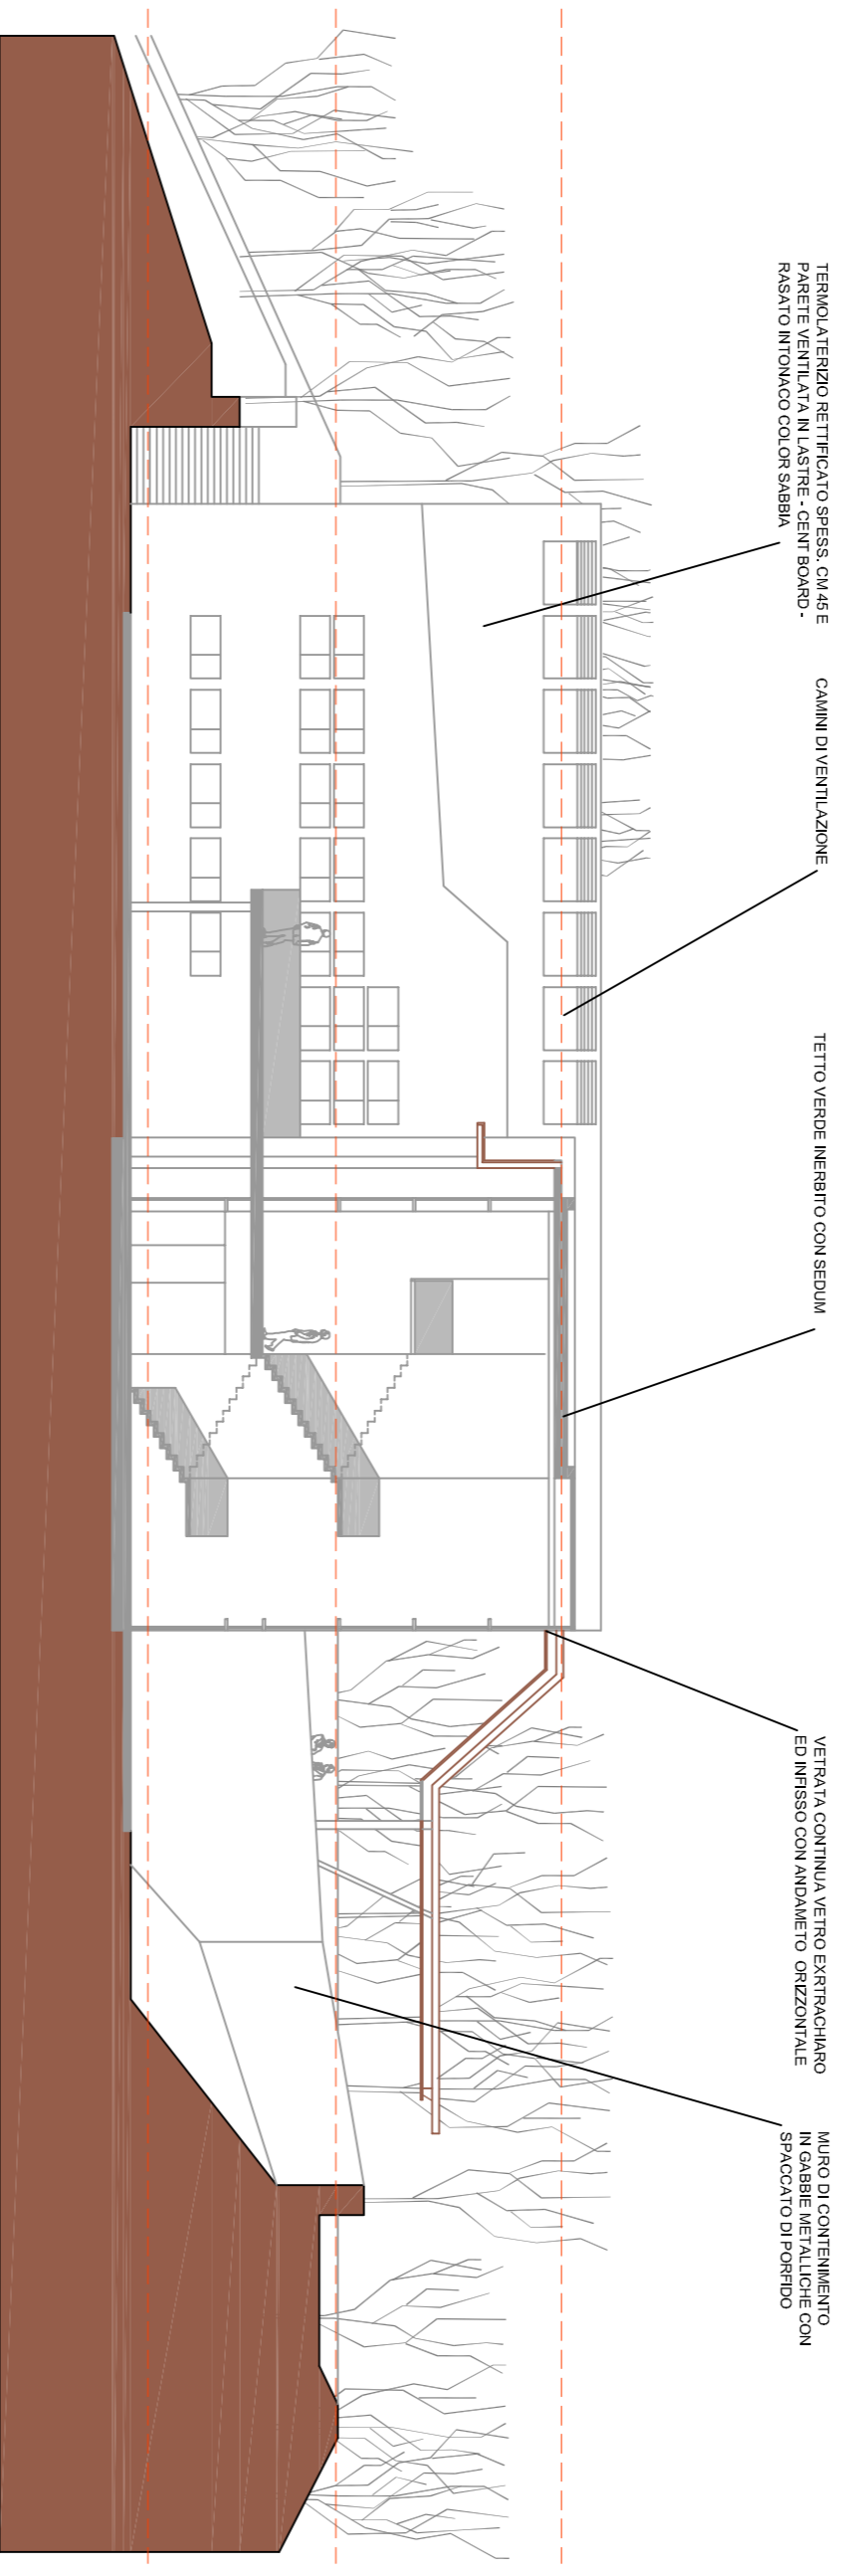 TERMOLATERIZIO RETTIFICATO SPESS. CM 45 E
PARETE VENTILATA IN LASTRE - CENT BOARD -
RASATO INTONACO COLOR SABBIA
CAMINI DI VENTILAZIONE
TETTO VERDE INERBITO CON SEDUM
VETRATA CONTINUA VETRO EXRTRACHIARO
ED INFISSO CON ANDAMETO ORIZZONTALE
MURO DI CONTENIMENTO
IN GABBIE METALLICHE CON
SPACCATO DI PORFIDO